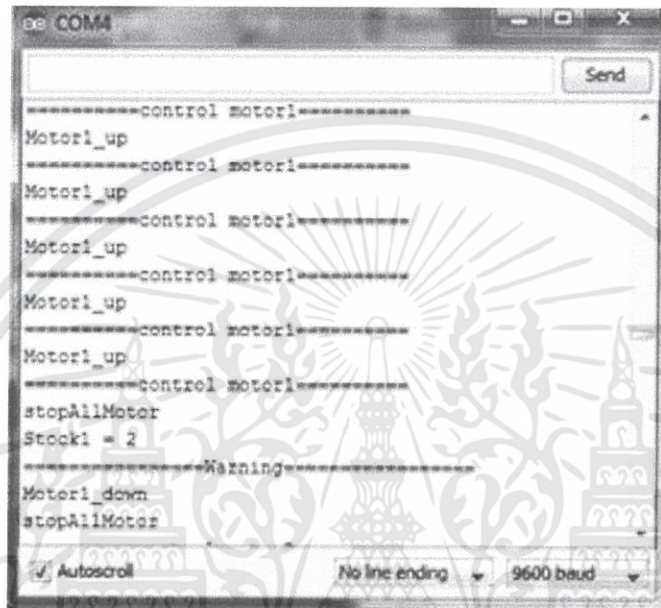 COM4
Send
==========control motor1==========
Motor1_up
==========control motor1==========
Motor1_up
==========control motor1==========
Motor1_up
==========control motor1==========
Motor1_up
==========control motor1==========
Motor1_up
==========control motor1==========
stopAllMotor
Stock1 = 2
================Warning=================
Motor1_down
stopAllMotor
Autoscroll No line ending 9600 baud